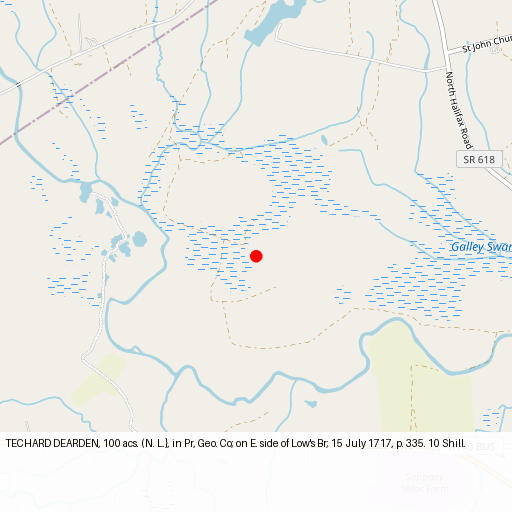 St John Chur
North Halifax Road
SR 618
Galley Swa
TECHARD DEARDEN, 100 acs. (N. L.), in Pr, Geo. Co; on E. side of Low's Br, 15 July 1717, p. 335. 10 Shill.